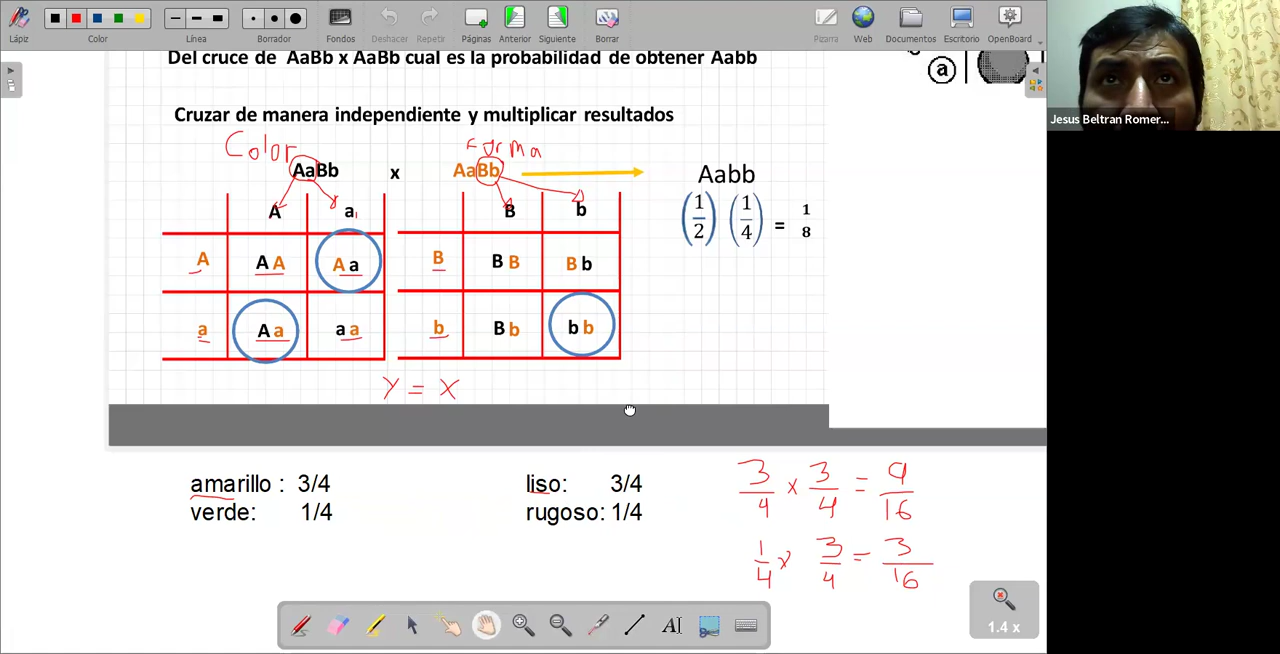 Lápiz
Color
Línea
Borrador
Fondos
Deshacer
Repetir
Páginas
Anterior
Siguiente
Borrar
Pizarra
Web
Documentos
Escritorio
OpenBoard
Del cruce de AaBb x AaBb cual es la probabilidad de obtener Aabb
a
Jesus Beltran Romer...
Cruzar de manera independiente y multiplicar resultados
Color
Forma
AaBb x AaBb
Aabb
A a
B b
(1/2) (1/4) = 1/8
A AA Aa
B BB Bb
a Aa aa
b Bb bb
Y = X
amarillo : 3/4
liso: 3/4
3/4 x 3/4 = 9/16
verde: 1/4
rugoso: 1/4
1/4 x 3/4 = 3/16
AI
1.4 x